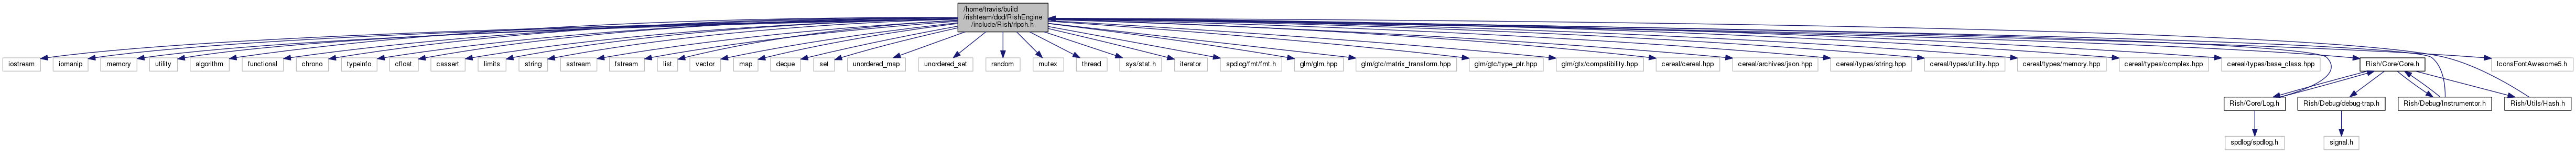 /home/travis/build
/rishteam/dod/RishEngine
/include/Rish/rlpch.h
iostream
iomanip
memory
utility
algorithm
functional
chrono
typeinfo
cfloat
cassert
limits
string
sstream
fstream
list
vector
map
deque
set
unordered_map
unordered_set
random
mutex
thread
sys/stat.h
iterator
spdlog/fmt/fmt.h
glm/glm.hpp
glm/gtc/matrix_transform.hpp
glm/gtc/type_ptr.hpp
glm/gtx/compatibility.hpp
cereal/cereal.hpp
cereal/archives/json.hpp
cereal/types/string.hpp
cereal/types/utility.hpp
cereal/types/memory.hpp
cereal/types/complex.hpp
cereal/types/base_class.hpp
Rish/Core/Core.h
IconsFontAwesome5.h
Rish/Core/Log.h
Rish/Debug/debug-trap.h
Rish/Debug/Instrumentor.h
Rish/Utils/Hash.h
spdlog/spdlog.h
signal.h